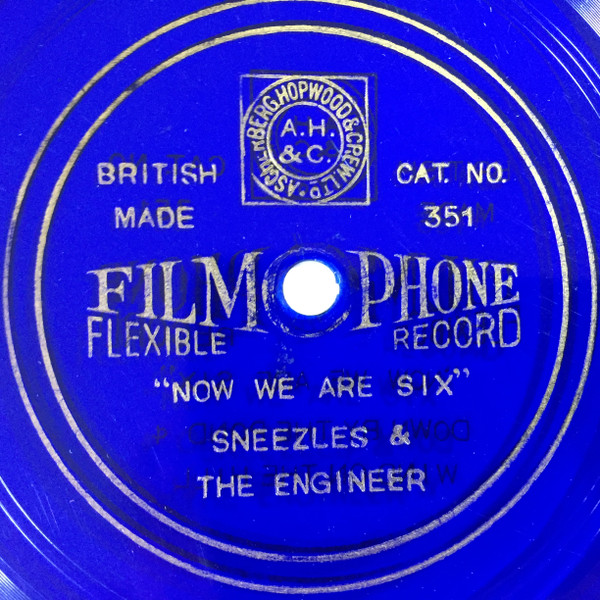 ASCHERBERG, HOPWOOD & CREW LTD.
A.H.
& C.
BRITISH
MADE
CAT. NO.
351
FILMOPHONE
FLEXIBLE RECORD
"NOW WE ARE SIX"
SNEEZLES &
THE ENGINEER